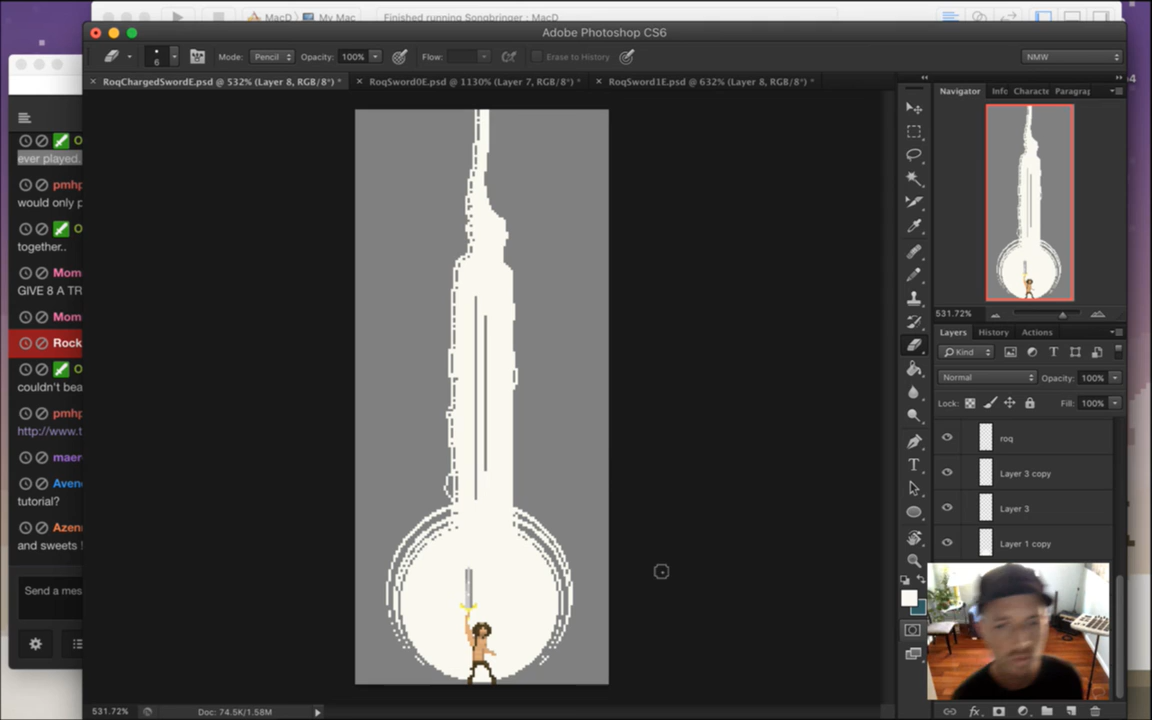 MacD
My Mac
Finished running Songbringer : MacD
Adobe Photoshop CS6
6
Mode:
Pencil
Opacity:
100%
Flow:
Erase to History
NMW
RoqChargedSwordE.psd @ 532% (Layer 8, RGB/8*) *
RoqSword0E.psd @ 1130% (Layer 7, RGB/8*) *
RoqSword1E.psd @ 632% (Layer 8, RGB/8*) *
ever played.
pmhp
would only p
together..
Mom
GIVE 8 A TR
Mom
Rock
couldn't bea
pmhp
http://www.t
maer
Aven
tutorial?
Azen
and sweets !
Send a mes
Navigator
Info
Characte
Paragrap
531.72%
Layers
History
Actions
Kind
Normal
Opacity:
100%
Lock:
Fill:
100%
roq
Layer 3 copy
Layer 3
Layer 1 copy
fx
531.72%
Doc: 74.5K/1.58M